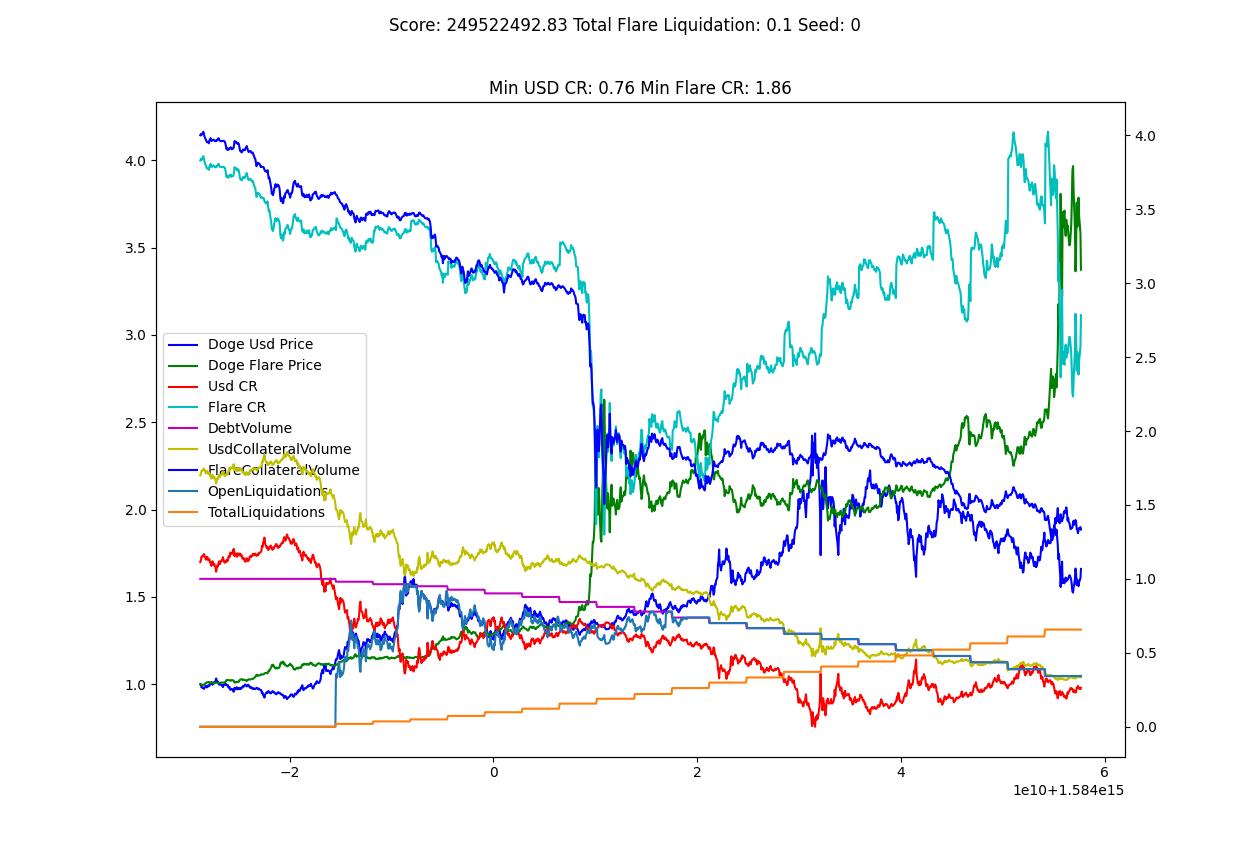 Score: 249522492.83 Total Flare Liquidation: 0.1 Seed: 0
Min USD CR: 0.76 Min Flare CR: 1.86
4.0
3.5
3.0
2.5
2.0
1.5
1.0
Doge Usd Price
Doge Flare Price
Usd CR
Flare CR
DebtVolume
UsdCollateralVolume
FlareCollateralVolume
OpenLiquidations
TotalLiquidations
4.0
3.5
3.0
2.5
2.0
1.5
1.0
0.5
0.0
−2 0 2 4 6
1e10+1.584e15